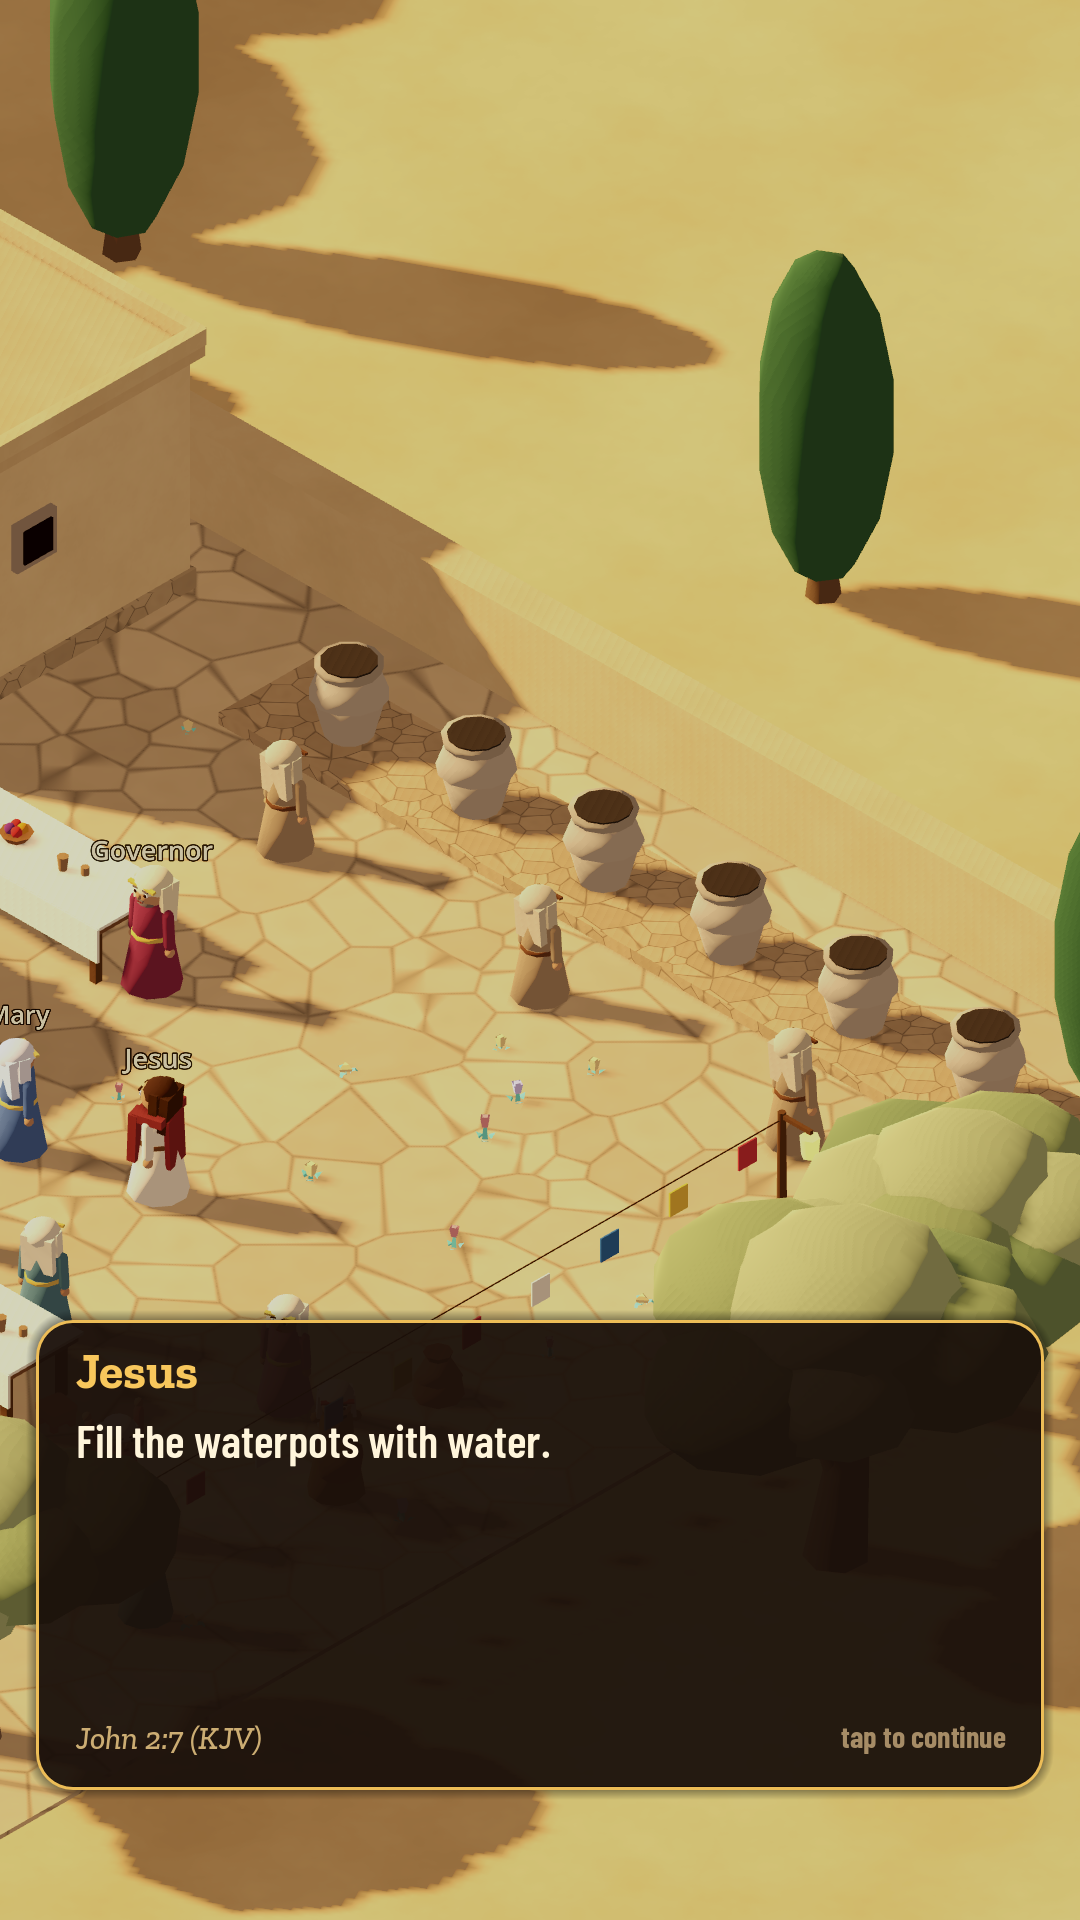 Governor
Mary
Jesus
Jesus
Fill the waterpots with water.
John 2:7 (KJV)
tap to continue